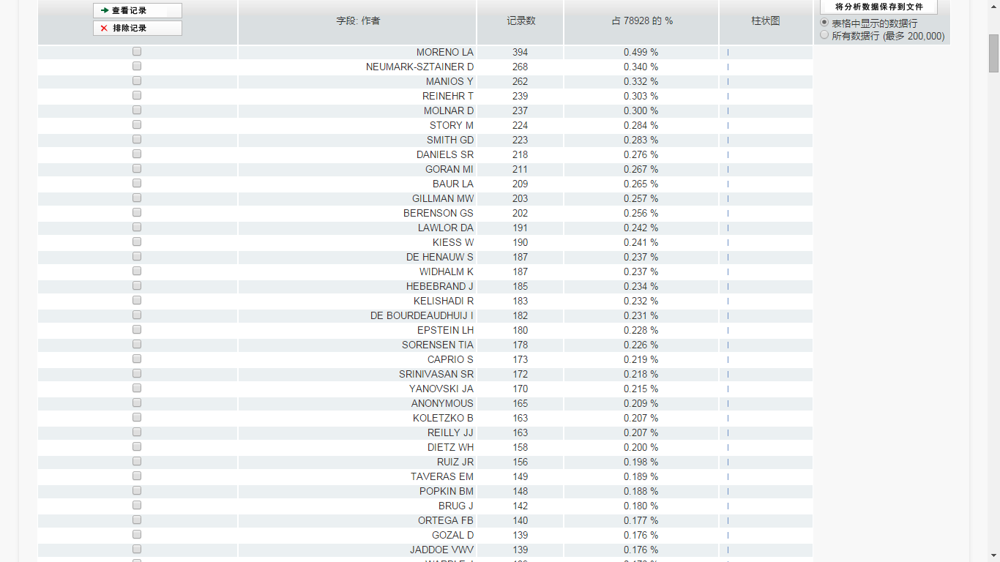 查看记录
排除记录
字段: 作者 记录数 占 78928 的 % 柱状图
将分析数据保存到文件
表格中显示的数据行
所有数据行 (最多 200,000)
MORENO LA 394 0.499 %
NEUMARK-SZTAINER D 268 0.340 %
MANIOS Y 262 0.332 %
REINEHR T 239 0.303 %
MOLNAR D 237 0.300 %
STORY M 224 0.284 %
SMITH GD 223 0.283 %
DANIELS SR 218 0.276 %
GORAN MI 211 0.267 %
BAUR LA 209 0.265 %
GILLMAN MW 203 0.257 %
BERENSON GS 202 0.256 %
LAWLOR DA 191 0.242 %
KIESS W 190 0.241 %
DE HENAUW S 187 0.237 %
WIDHALM K 187 0.237 %
HEBEBRAND J 185 0.234 %
KELISHADI R 183 0.232 %
DE BOURDEAUDHUIJ I 182 0.231 %
EPSTEIN LH 180 0.228 %
SORENSEN TIA 178 0.226 %
CAPRIO S 173 0.219 %
SRINIVASAN SR 172 0.218 %
YANOVSKI JA 170 0.215 %
ANONYMOUS 165 0.209 %
KOLETZKO B 163 0.207 %
REILLY JJ 163 0.207 %
DIETZ WH 158 0.200 %
RUIZ JR 156 0.198 %
TAVERAS EM 149 0.189 %
POPKIN BM 148 0.188 %
BRUG J 142 0.180 %
ORTEGA FB 140 0.177 %
GOZAL D 139 0.176 %
JADDOE VWV 139 0.176 %